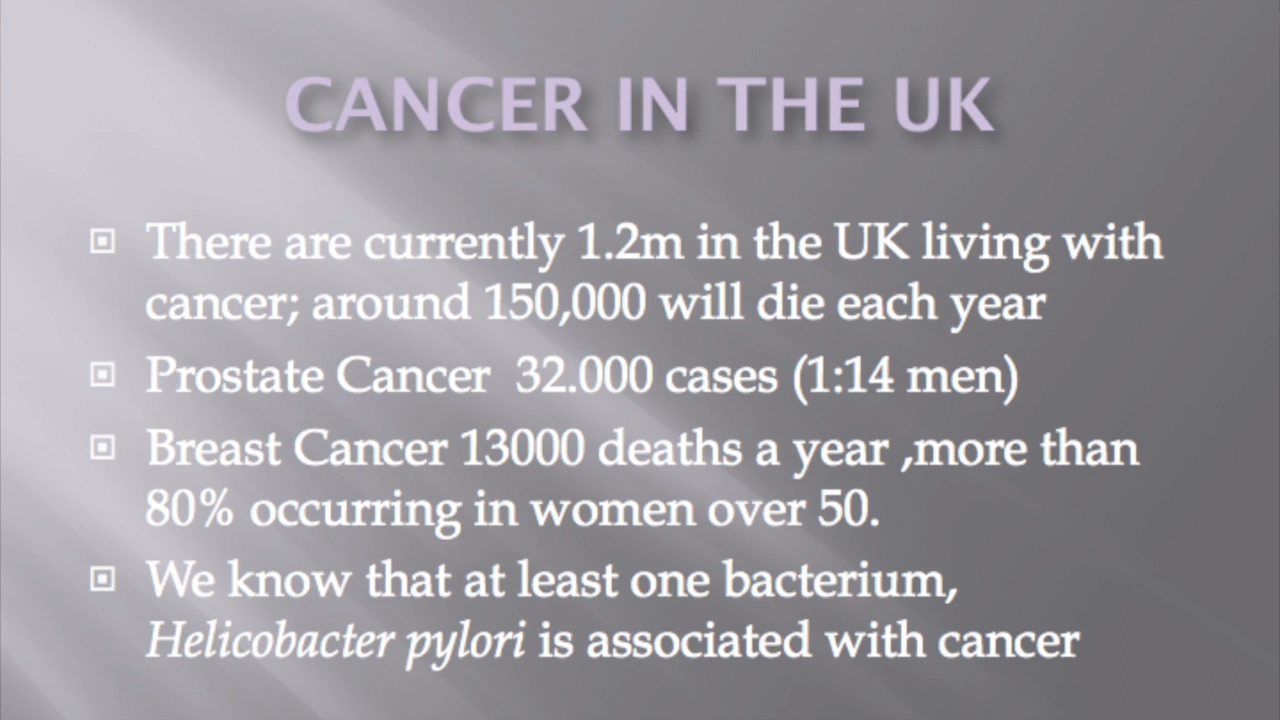 CANCER IN THE UK
There are currently 1.2m in the UK living with
cancer; around 150,000 will die each year
Prostate Cancer  32.000 cases (1:14 men)
Breast Cancer 13000 deaths a year ,more than
80% occurring in women over 50.
We know that at least one bacterium,
Helicobacter pylori is associated with cancer